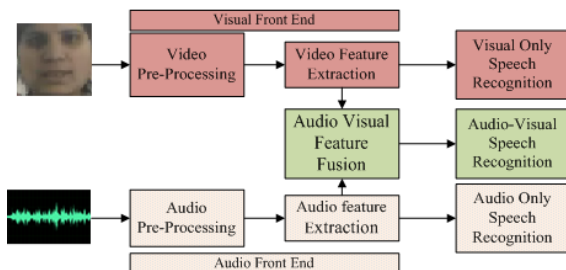 Visual Front End
Video
Pre-Processing
Video Feature
Extraction
Visual Only
Speech
Recognition
Audio Visual
Feature
Fusion
Audio-Visual
Speech
Recognition
Audio
Pre-Processing
Audio feature
Extraction
Audio Only
Speech
Recognition
Audio Front End